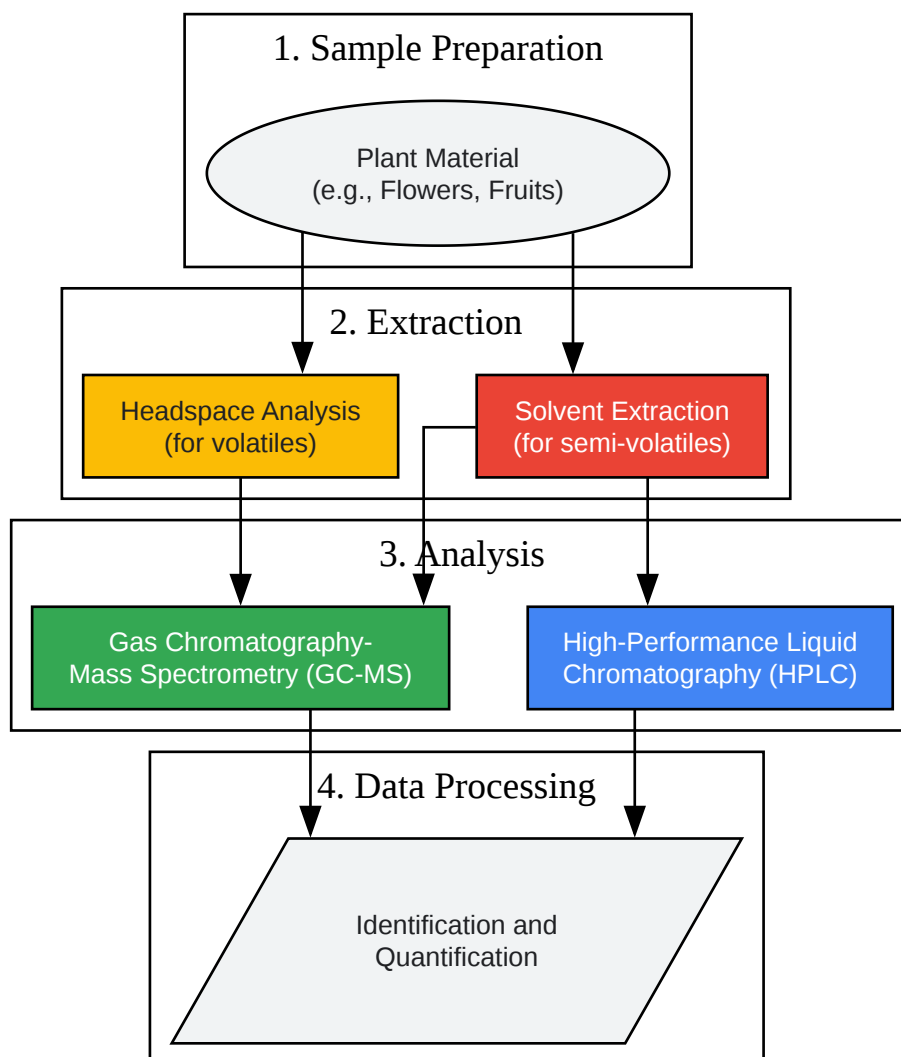 1. Sample Preparation
Plant Material
(e.g., Flowers, Fruits)
2. Extraction
Headspace Analysis
(for volatiles)
Solvent Extraction
(for semi-volatiles)
3. Analysis
Gas Chromatography-
Mass Spectrometry (GC-MS)
High-Performance Liquid
Chromatography (HPLC)
4. Data Processing
Identification and
Quantification